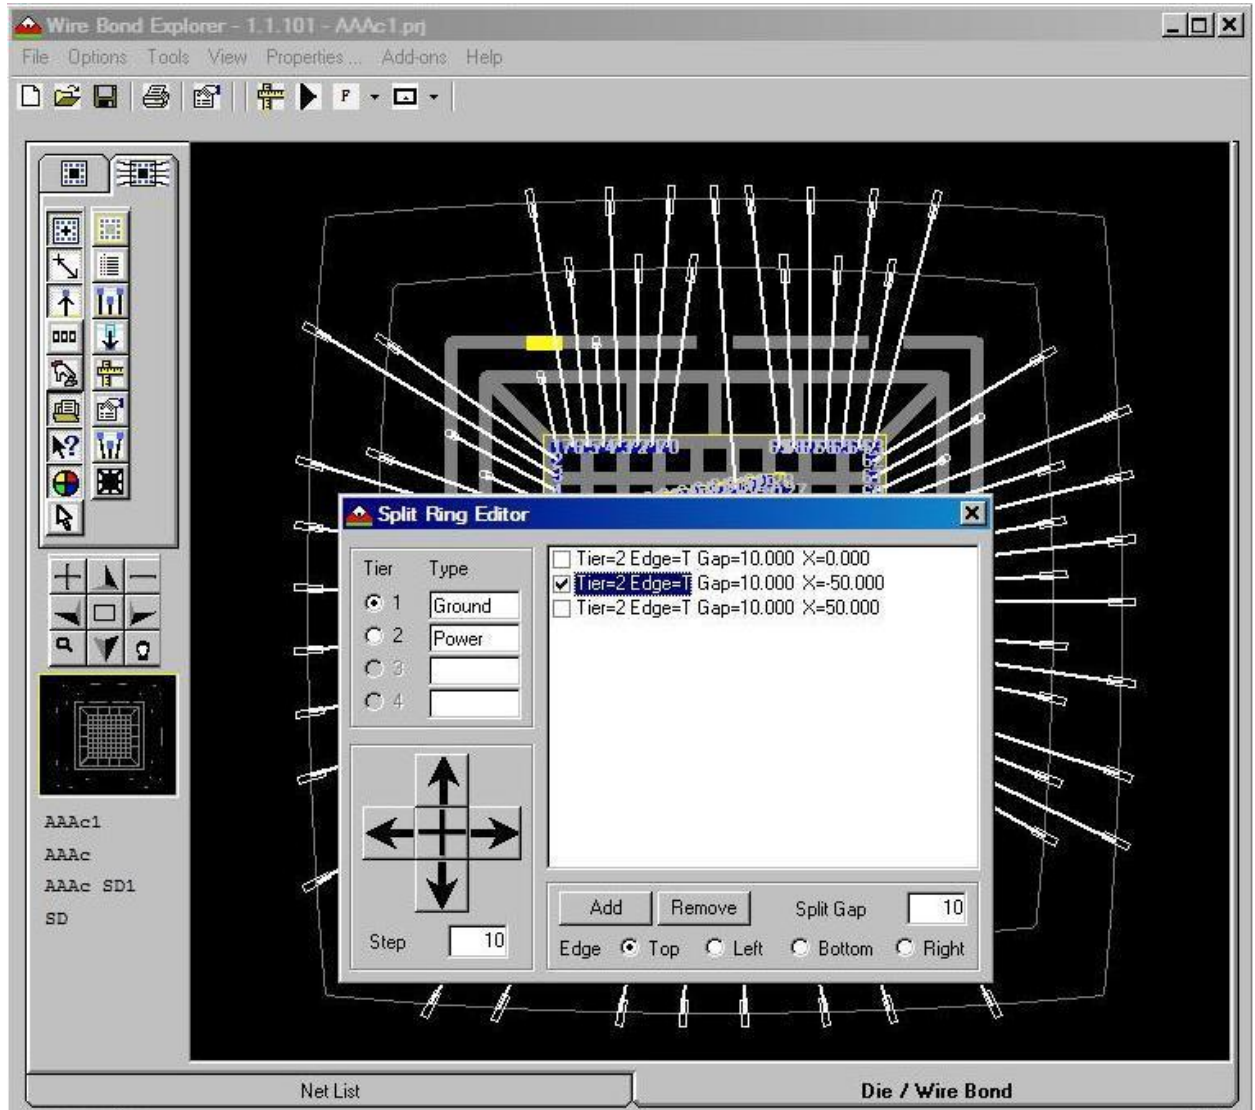 Wire Bond Explorer - 1.1.101 - AAAc1.prj
File Options Tools View Properties ... Add-ons Help
F
Split Ring Editor
Tier Type
1 Ground
2 Power
3
4
Tier=2 Edge=T Gap=10.000 X=0.000
Tier=2 Edge=T Gap=10.000 X=-50.000
Tier=2 Edge=T Gap=10.000 X=50.000
Step 10
Add Remove Split Gap 10
Edge Top Left Bottom Right
AAAc1
AAAc
AAAc SD1
SD
Net List Die / Wire Bond